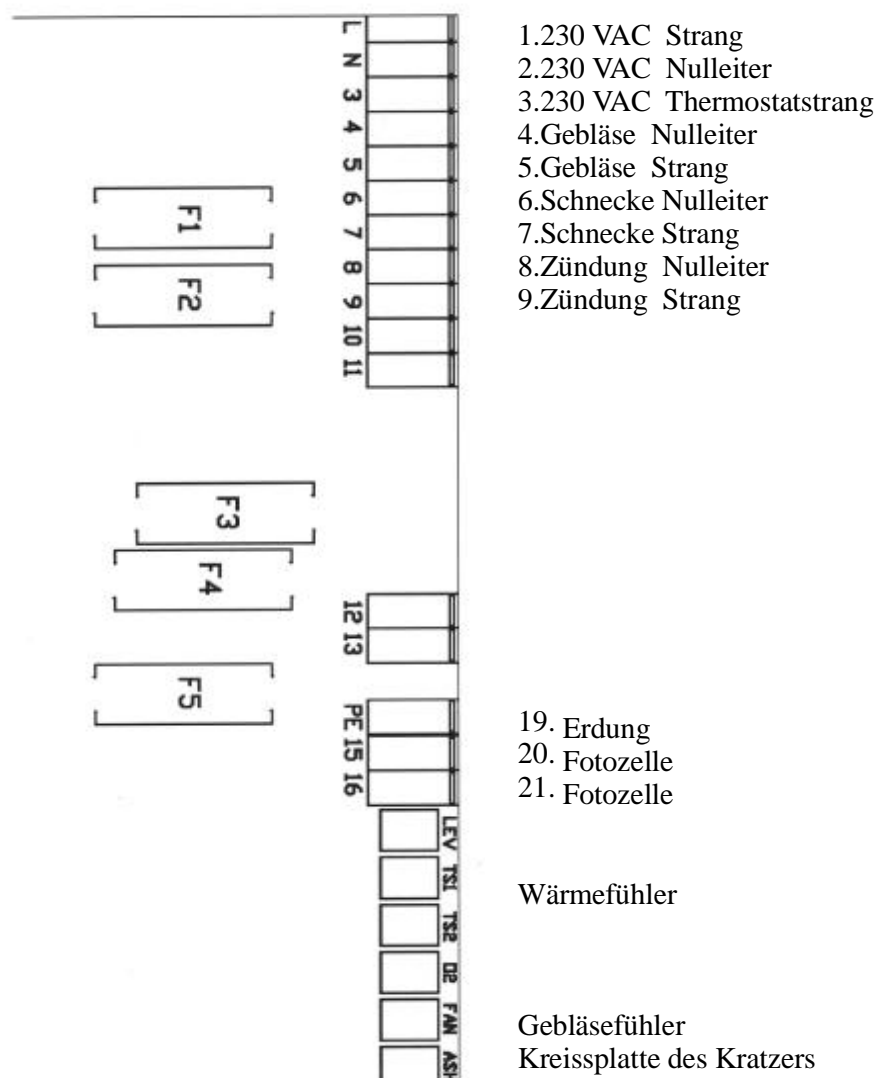 L
N
3
4
5
6
7
8
9
10
11
F1
F2
F3
F4
F5
12
13
PE
15
16
LEV
TS1
TS2
O2
FAN
1.230 VAC Strang
2.230 VAC Nulleiter
3.230 VAC Thermostatstrang
4.Gebläse Nulleiter
5.Gebläse Strang
6.Schnecke Nulleiter
7.Schnecke Strang
8.Zündung Nulleiter
9.Zündung Strang
19. Erdung
20. Fotozelle
21. Fotozelle
Wärmefühler
Gebläsefühler
Kreissplatte des Kratzers